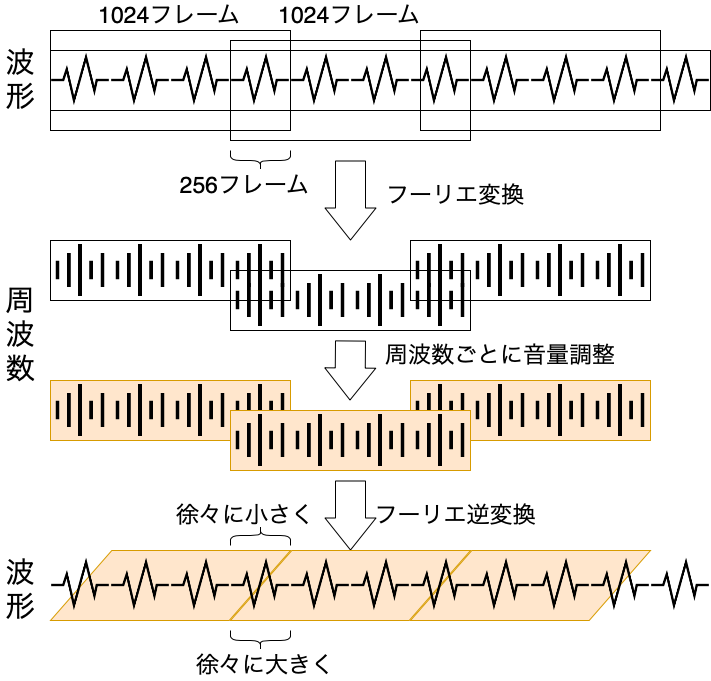 1024フレーム
1024フレーム
波形
256フレーム
フーリエ変換
周波数
周波数ごとに音量調整
徐々に小さく
フーリエ逆変換
波形
徐々に大きく